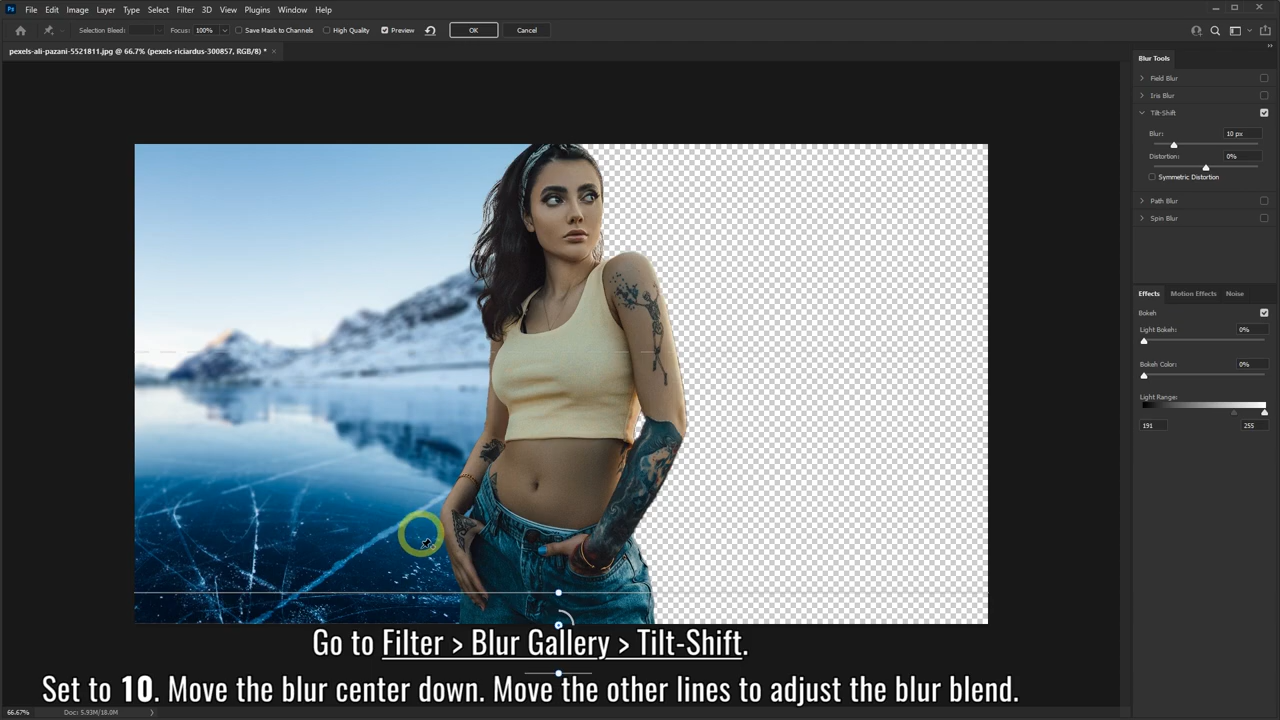 Ps File Edit Image Layer Type Select Filter 3D View Plugins Window Help
Selection Bleed: Focus: 100% Save Mask to Channels High Quality Preview OK Cancel
pexels-ali-pazani-5521811.jpg @ 66.7% (pexels-riciardus-300857, RGB/8) * ×
Blur Tools
Field Blur
Iris Blur
Tilt-Shift
Blur: 10 px
Distortion: 0%
Symmetric Distortion
Path Blur
Spin Blur
Effects Motion Effects Noise
Bokeh
Light Bokeh: 0%
Bokeh Color: 0%
Light Range:
191 255
Go to Filter > Blur Gallery > Tilt-Shift.
Set to 10. Move the blur center down. Move the other lines to adjust the blur blend.
66.67% Doc: 5.93M/18.0M